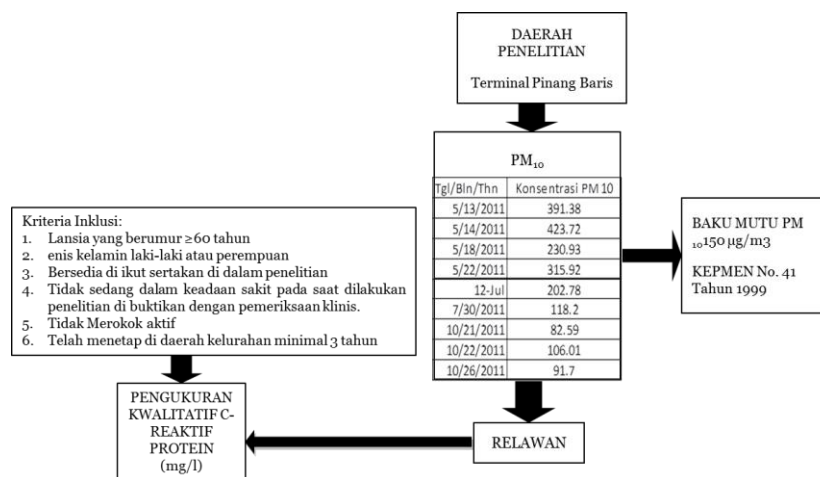 DAERAH
PENELITIAN
Terminal Pinang Baris
PM10
Tgl/Bln/Thn Konsentrasi PM 10
5/13/2011 391.38
5/14/2011 423.72
5/18/2011 230.93
5/22/2011 315.92
12-Jul 202.78
7/30/2011 118.2
10/21/2011 82.59
10/22/2011 106.01
10/26/2011 91.7
BAKU MUTU PM
10150 µg/m3
KEPMEN No. 41
Tahun 1999
Kriteria Inklusi:
1. Lansia yang berumur ≥60 tahun
2. enis kelamin laki-laki atau perempuan
3. Bersedia di ikut sertakan di dalam penelitian
4. Tidak sedang dalam keadaan sakit pada saat dilakukan
penelitian di buktikan dengan pemeriksaan klinis.
5. Tidak Merokok aktif
6. Telah menetap di daerah kelurahan minimal 3 tahun
PENGUKURAN
KWALITATIF C-
REAKTIF
PROTEIN
(mg/l)
RELAWAN